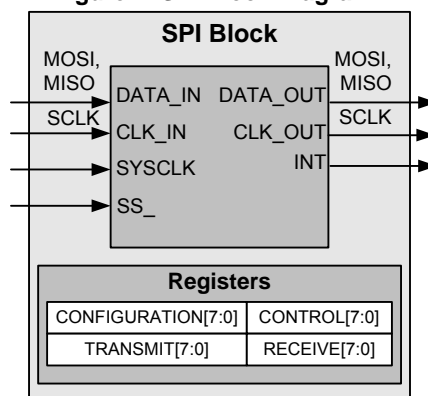 SPI Block
MOSI,
MISO
SCLK
DATA_IN
CLK_IN
SYSCLK
SS_
DATA_OUT
CLK_OUT
INT
MOSI,
MISO
SCLK
Registers
CONFIGURATION[7:0] CONTROL[7:0]
TRANSMIT[7:0] RECEIVE[7:0]